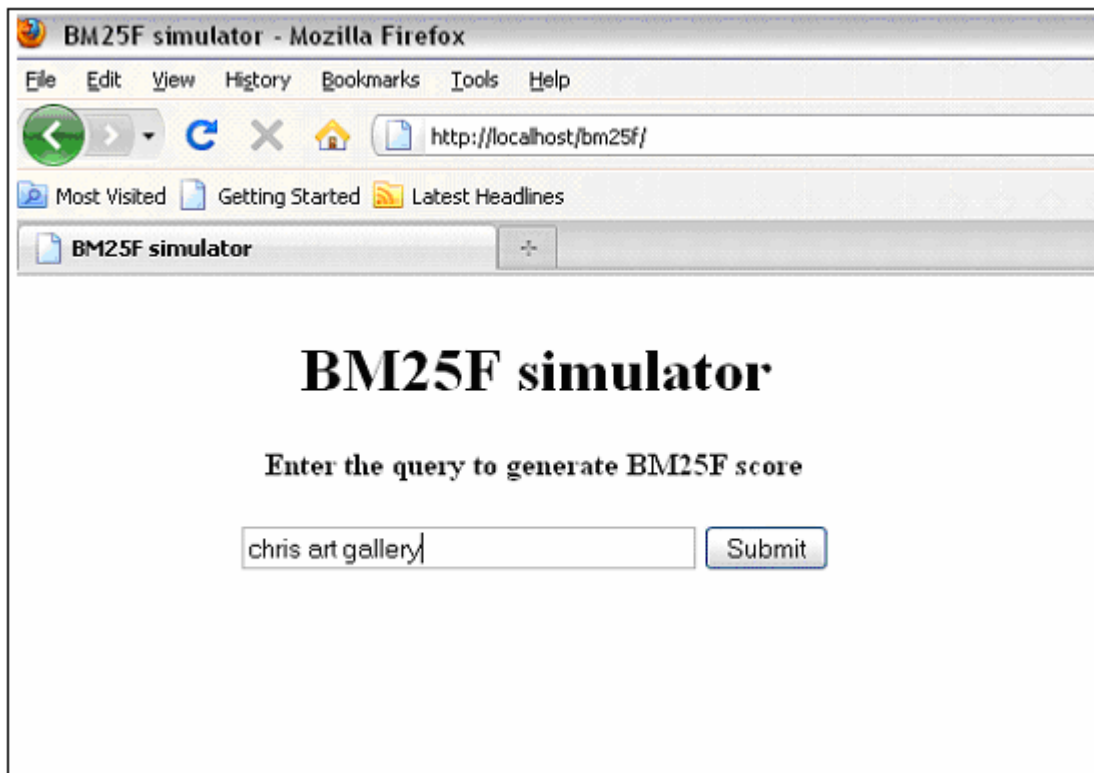 BM25F simulator - Mozilla Firefox
File Edit View History Bookmarks Tools Help
http://localhost/bm25f/
Most Visited Getting Started Latest Headlines
BM25F simulator
BM25F simulator
Enter the query to generate BM25F score
chris art gallery Submit